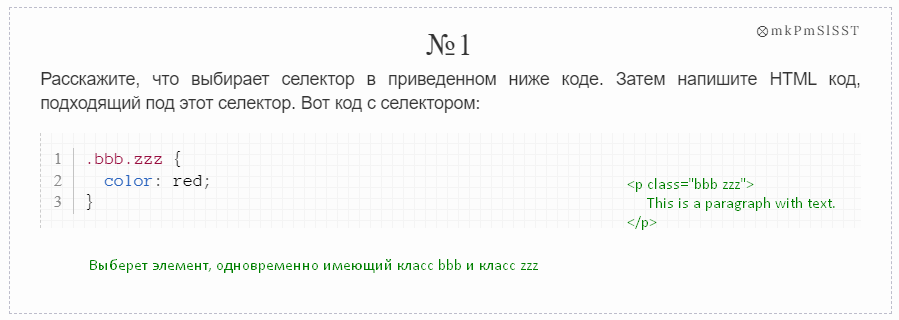 ⊗mkPmSlSST
№1
Расскажите, что выбирает селектор в приведенном ниже коде. Затем напишите HTML код,
подходящий под этот селектор. Вот код с селектором:
1 .bbb.zzz {
2 color: red;
3 }
<p class="bbb zzz">
This is a paragraph with text.
</p>
Выберет элемент, одновременно имеющий класс bbb и класс zzz